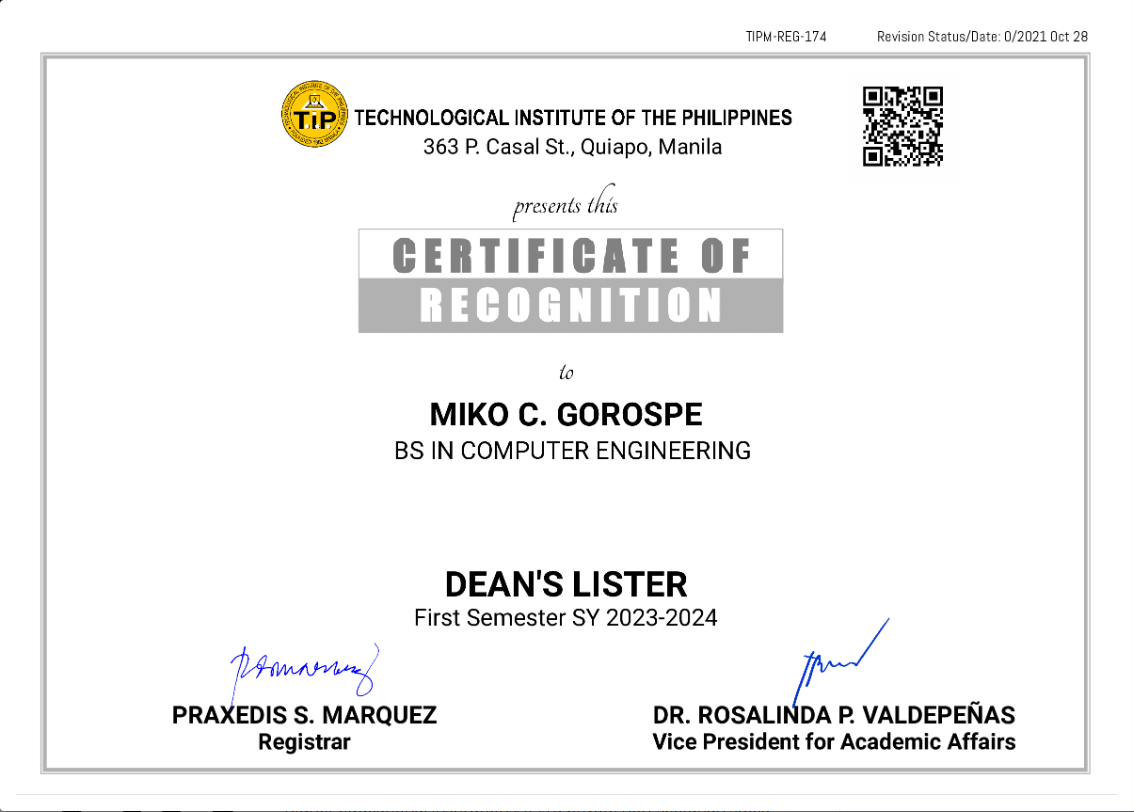 TIPM-REG-174 Revision Status/Date: 0/2021 Oct 28
TiP
TECHNOLOGICAL INSTITUTE OF THE PHILIPPINES
363 P. Casal St., Quiapo, Manila
presents this
CERTIFICATE OF
RECOGNITION
to
MIKO C. GOROSPE
BS IN COMPUTER ENGINEERING
DEAN'S LISTER
First Semester SY 2023-2024
PRAXEDIS S. MARQUEZ
Registrar
DR. ROSALINDA P. VALDEPEÑAS
Vice President for Academic Affairs